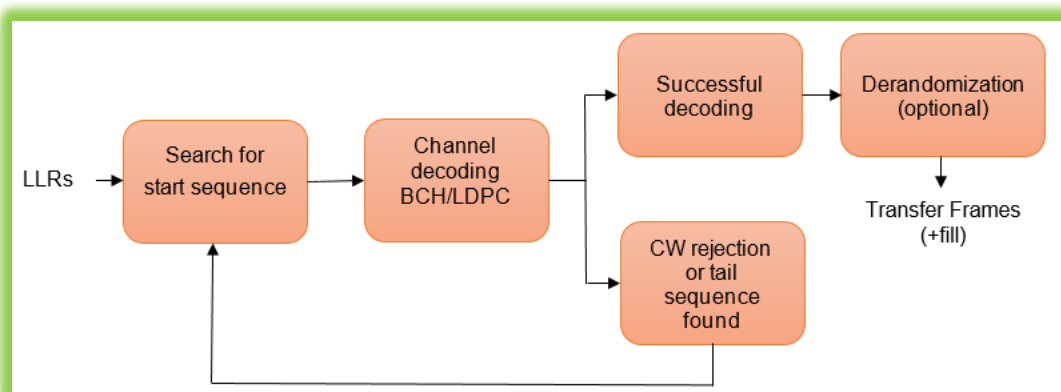 LLRs
Search for
start sequence
Channel
decoding
BCH/LDPC
Successful
decoding
Derandomization
(optional)
Transfer Frames
(+fill)
CW rejection
or tail
sequence
found